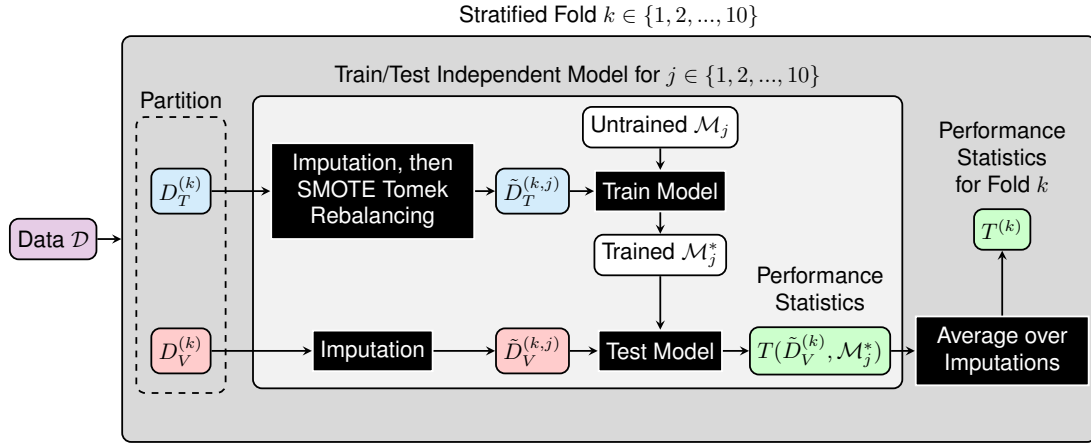 Stratified Fold k ∈ {1, 2, ..., 10}
Train/Test Independent Model for j ∈ {1, 2, ..., 10}
Partition
Untrained ℳ_j
Performance
Statistics
for Fold k
Imputation, then
SMOTE Tomek
Rebalancing
D_T^{(k)}
D̃_T^{(k,j)}
Train Model
T^{(k)}
Data 𝒟
Trained ℳ_j^*
Performance
Statistics
D_V^{(k)}
Imputation
D̃_V^{(k,j)}
Test Model
T(D̃_V^{(k)}, ℳ_j^*)
Average over
Imputations